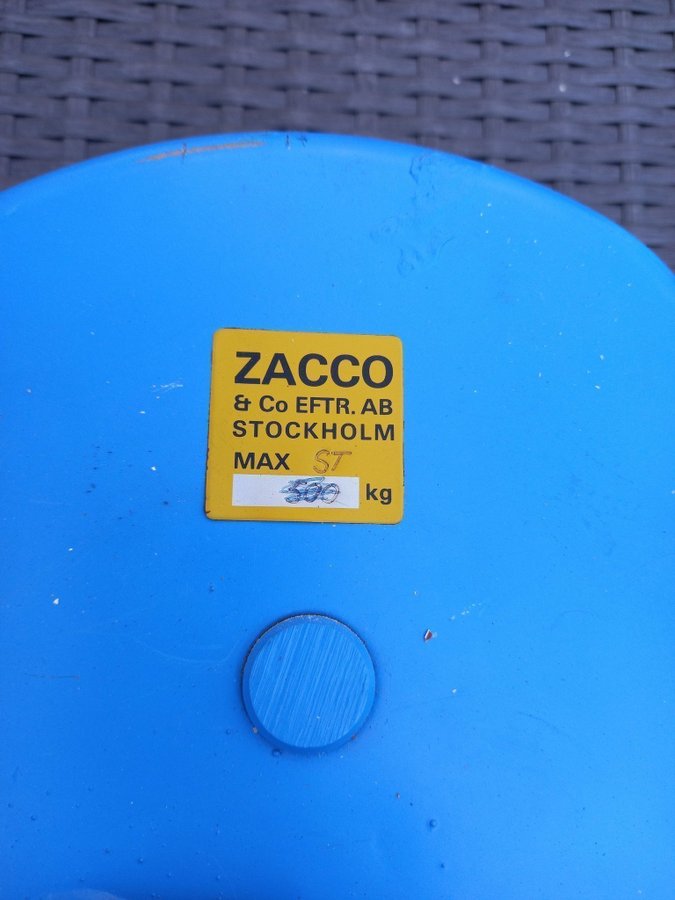 ZACCO
& Co EFTR. AB
STOCKHOLM
MAX ST
500 kg